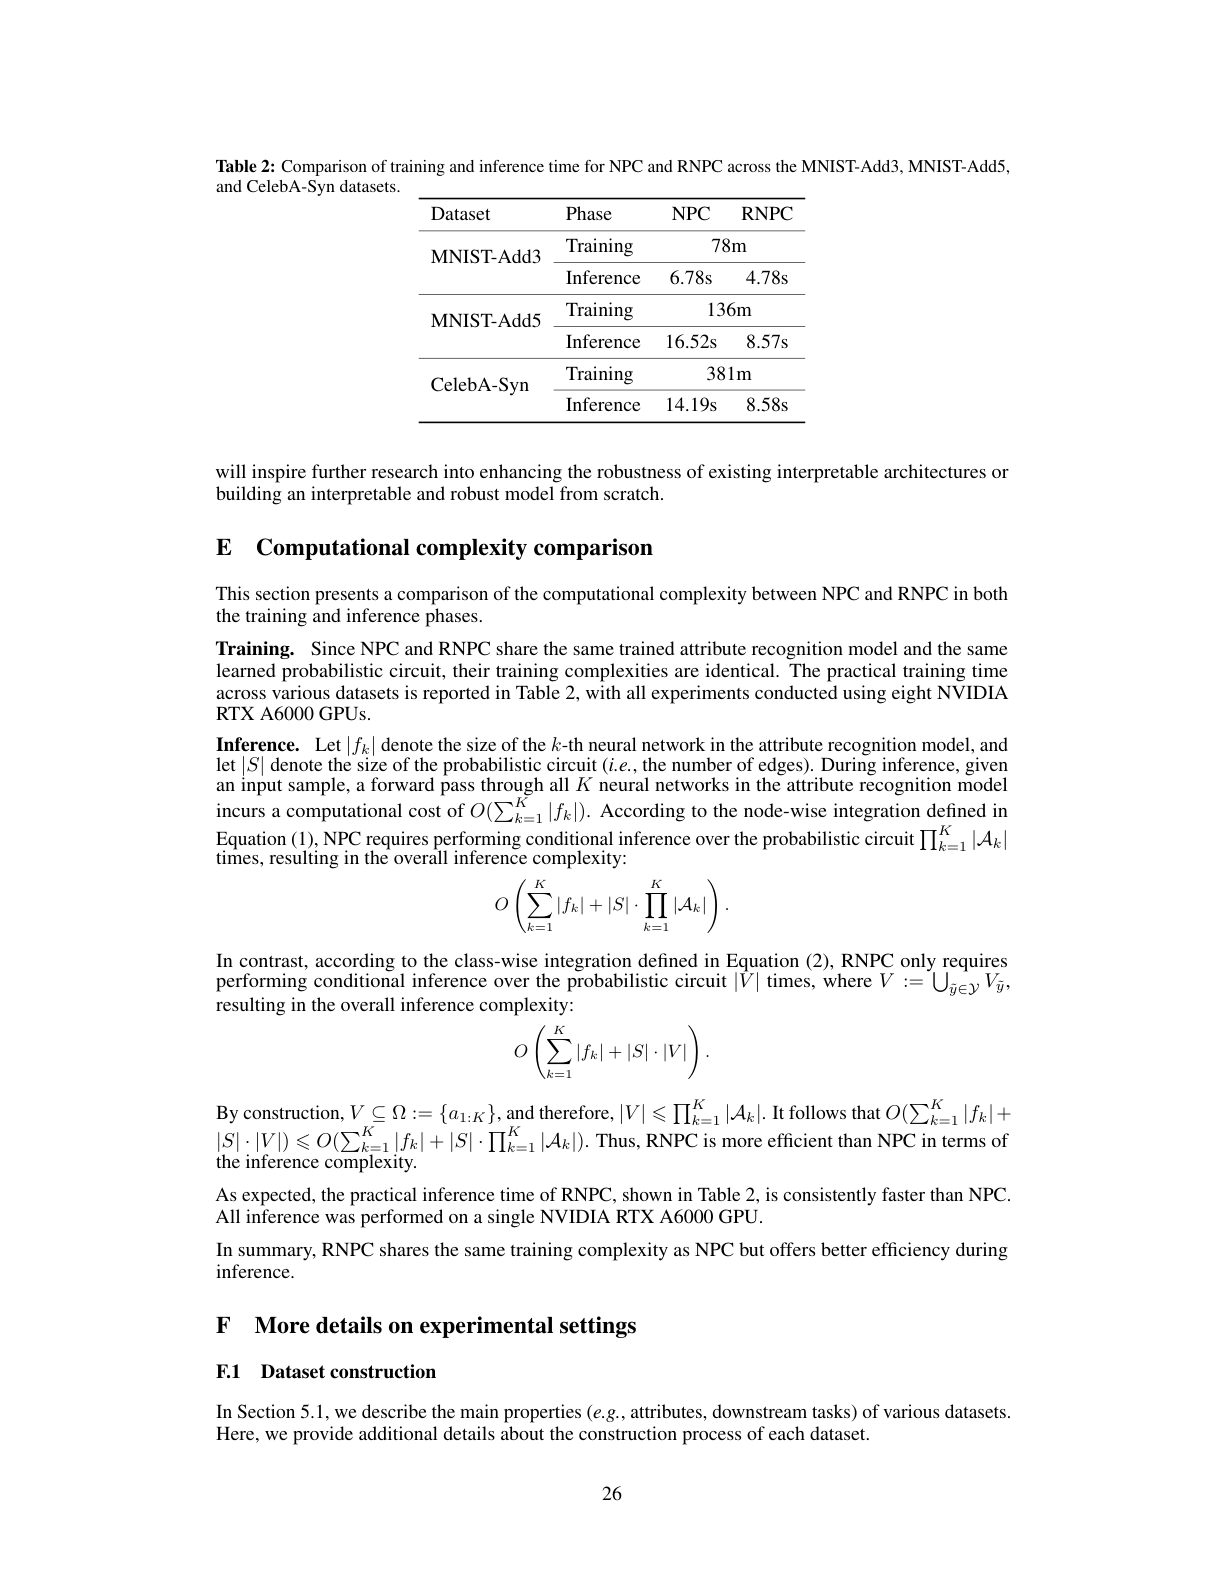 Table 2: Comparison of training and inference time for NPC and RNPC across the MNIST-Add3, MNIST-Add5,
and CelebA-Syn datasets.
Dataset Phase NPC RNPC
MNIST-Add3 Training 78m
Inference 6.78s 4.78s
MNIST-Add5 Training 136m
Inference 16.52s 8.57s
CelebA-Syn Training 381m
Inference 14.19s 8.58s
will inspire further research into enhancing the robustness of existing interpretable architectures or
building an interpretable and robust model from scratch.
E Computational complexity comparison
This section presents a comparison of the computational complexity between NPC and RNPC in both
the training and inference phases.
Training. Since NPC and RNPC share the same trained attribute recognition model and the same
learned probabilistic circuit, their training complexities are identical. The practical training time
across various datasets is reported in Table 2, with all experiments conducted using eight NVIDIA
RTX A6000 GPUs.
Inference. Let |f_k| denote the size of the k-th neural network in the attribute recognition model, and
let |S| denote the size of the probabilistic circuit (i.e., the number of edges). During inference, given
an input sample, a forward pass through all K neural networks in the attribute recognition model
incurs a computational cost of O(∑_{k=1}^K |f_k|). According to the node-wise integration defined in
Equation (1), NPC requires performing conditional inference over the probabilistic circuit ∏_{k=1}^K |𝒜_k|
times, resulting in the overall inference complexity:
O(∑_{k=1}^K |f_k| + |S| · ∏_{k=1}^K |𝒜_k|).
In contrast, according to the class-wise integration defined in Equation (2), RNPC only requires
performing conditional inference over the probabilistic circuit |V| times, where V := ⋃_{ỹ∈𝒴} V_ỹ,
resulting in the overall inference complexity:
O(∑_{k=1}^K |f_k| + |S| · |V|).
By construction, V ⊆ Ω := {a_{1:K}}, and therefore, |V| ⩽ ∏_{k=1}^K |𝒜_k|. It follows that O(∑_{k=1}^K |f_k| +
|S| · |V|) ⩽ O(∑_{k=1}^K |f_k| + |S| · ∏_{k=1}^K |𝒜_k|). Thus, RNPC is more efficient than NPC in terms of
the inference complexity.
As expected, the practical inference time of RNPC, shown in Table 2, is consistently faster than NPC.
All inference was performed on a single NVIDIA RTX A6000 GPU.
In summary, RNPC shares the same training complexity as NPC but offers better efficiency during
inference.
F More details on experimental settings
F.1 Dataset construction
In Section 5.1, we describe the main properties (e.g., attributes, downstream tasks) of various datasets.
Here, we provide additional details about the construction process of each dataset.
26